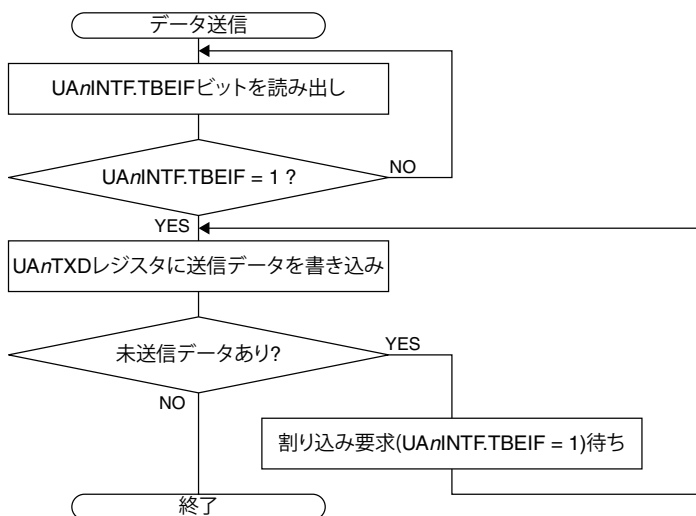 データ送信
UAnINTF.TBEIFビットを読み出し
UAnINTF.TBEIF = 1 ?
NO
YES
UAnTXDレジスタに送信データを書き込み
未送信データあり?
YES
NO
割り込み要求(UAnINTF.TBEIF = 1)待ち
終了